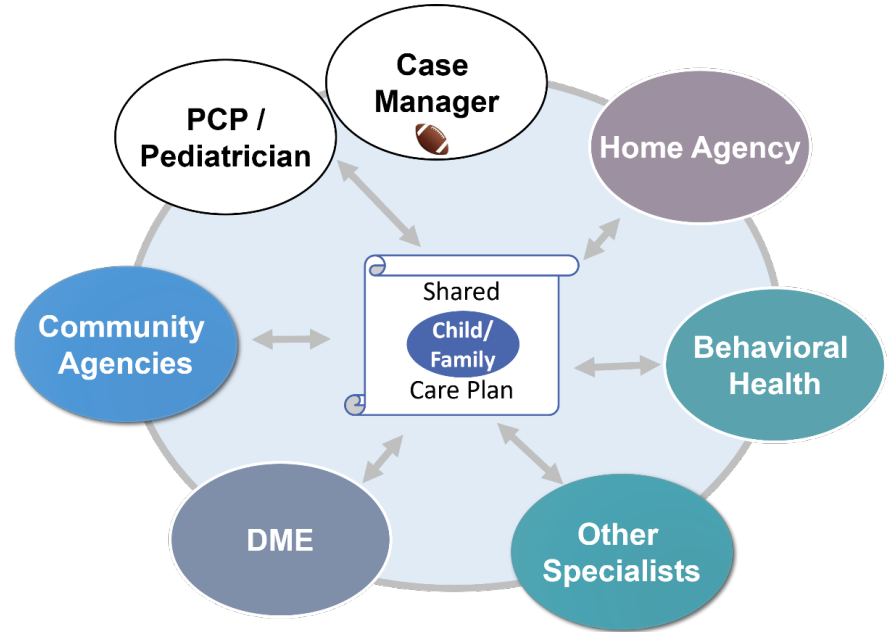 Case
Manager
PCP /
Pediatrician
Home Agency
Shared
Child/
Family
Care Plan
Community
Agencies
Behavioral
Health
DME
Other
Specialists